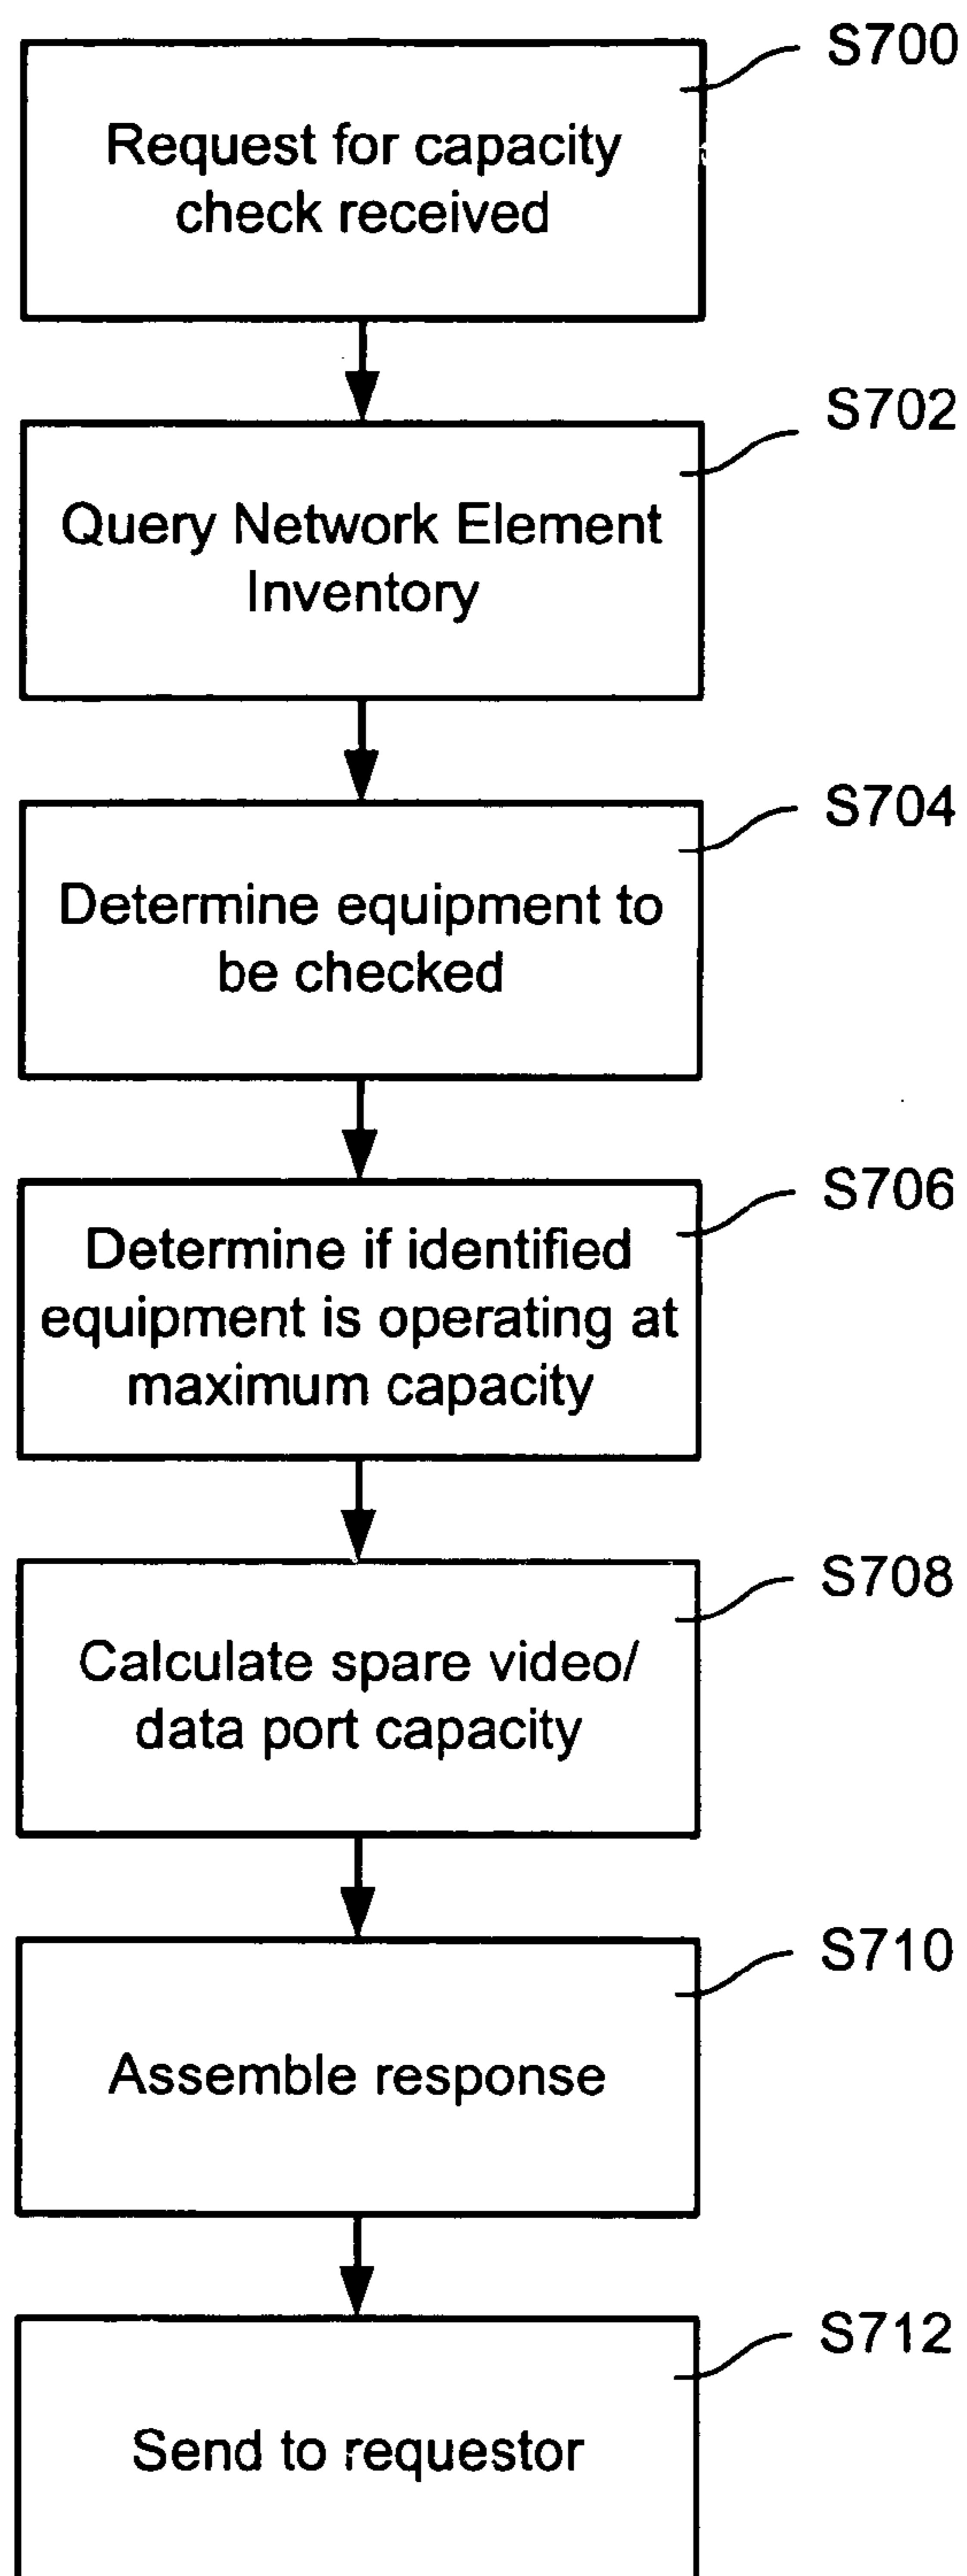 S700
Request for capacity
check received
S702
Query Network Element
Inventory
S704
Determine equipment to
be checked
S706
Determine if identified
equipment is operating at
maximum capacity
S708
Calculate spare video/
data port capacity
S710
Assemble response
S712
Send to requestor